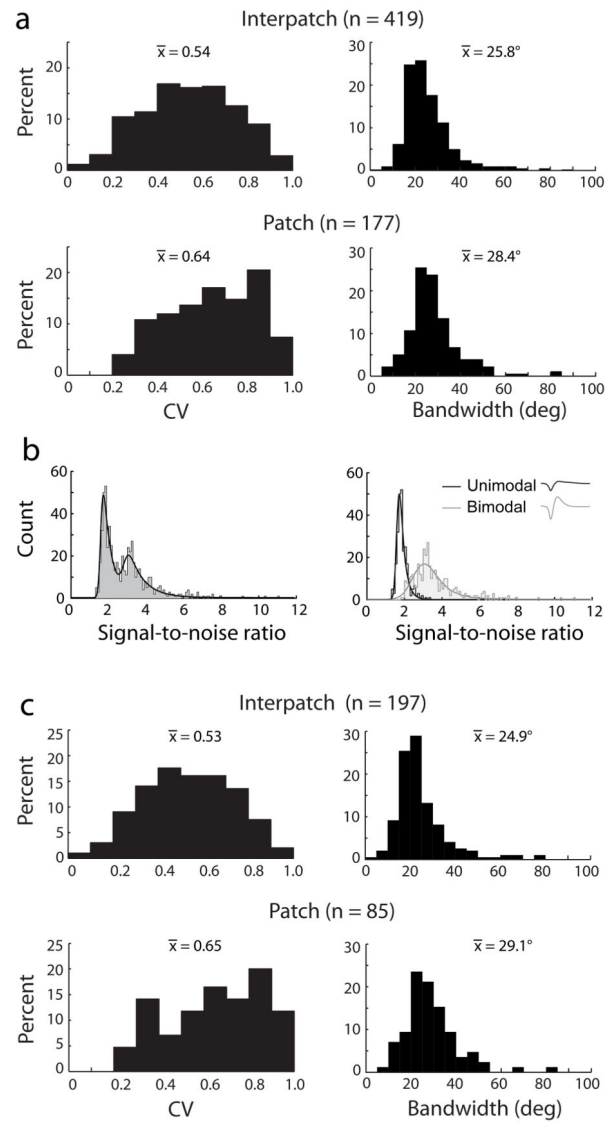 a
Interpatch (n = 419)
x̅ = 0.54
x̅ = 25.8°
Percent
20
10
0
0 0.2 0.4 0.6 0.8 1.0
30
20
10
0
0 20 40 60 80 100
Patch (n = 177)
x̅ = 0.64
x̅ = 28.4°
Percent
20
10
0
0 0.2 0.4 0.6 0.8 1.0
CV
30
20
10
0
0 20 40 60 80 100
Bandwidth (deg)
b
Count
60
40
20
0
0 2 4 6 8 10 12
Signal-to-noise ratio
60
40
20
0
0 2 4 6 8 10 12
Signal-to-noise ratio
Unimodal
Bimodal
c
Interpatch (n = 197)
x̅ = 0.53
x̅ = 24.9°
Percent
25
20
15
10
5
0
0 0.2 0.4 0.6 0.8 1.0
30
20
10
0
0 20 40 60 80 100
Patch (n = 85)
x̅ = 0.65
x̅ = 29.1°
Percent
25
20
15
10
5
0
0 0.2 0.4 0.6 0.8 1.0
CV
30
20
10
0
0 20 40 60 80 100
Bandwidth (deg)